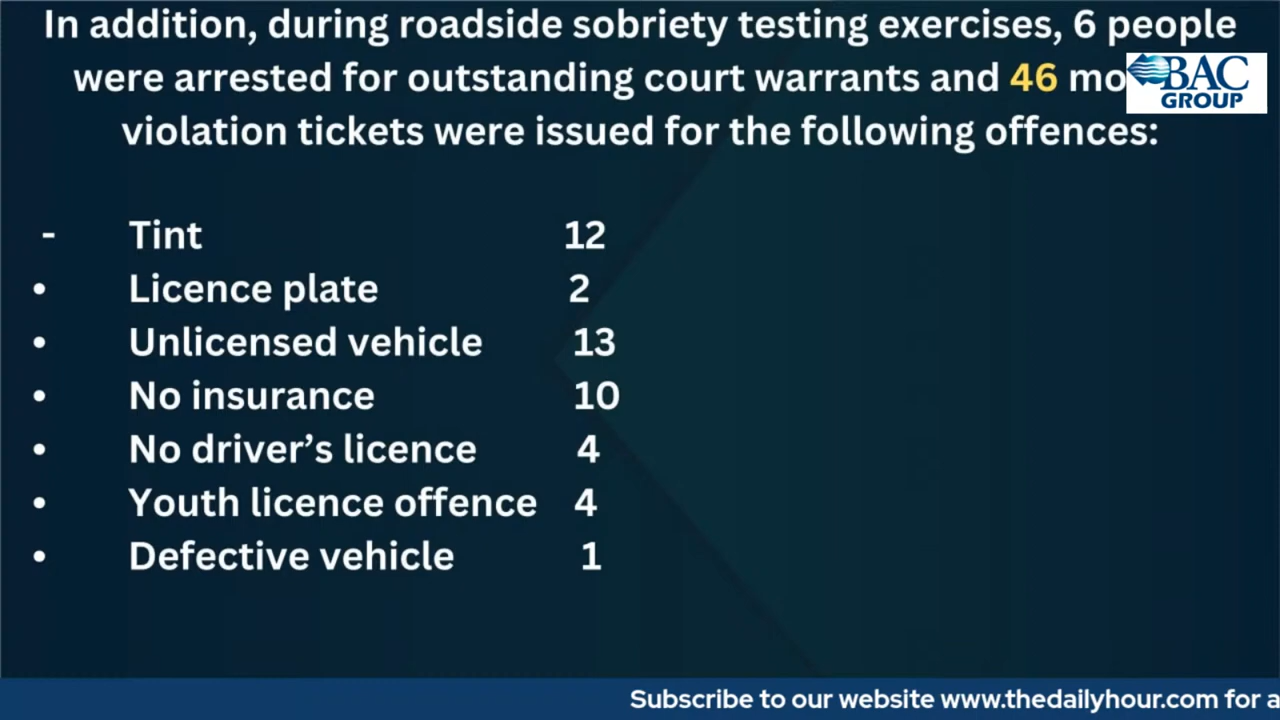 In addition, during roadside sobriety testing exercises, 6 people
were arrested for outstanding court warrants and 46
BAC
GROUP
violation tickets were issued for the following offences:
- Tint 12
• Licence plate 2
• Unlicensed vehicle 13
• No insurance 10
• No driver’s licence 4
• Youth licence offence 4
• Defective vehicle 1
Subscribe to our website www.thedailyhour.com for